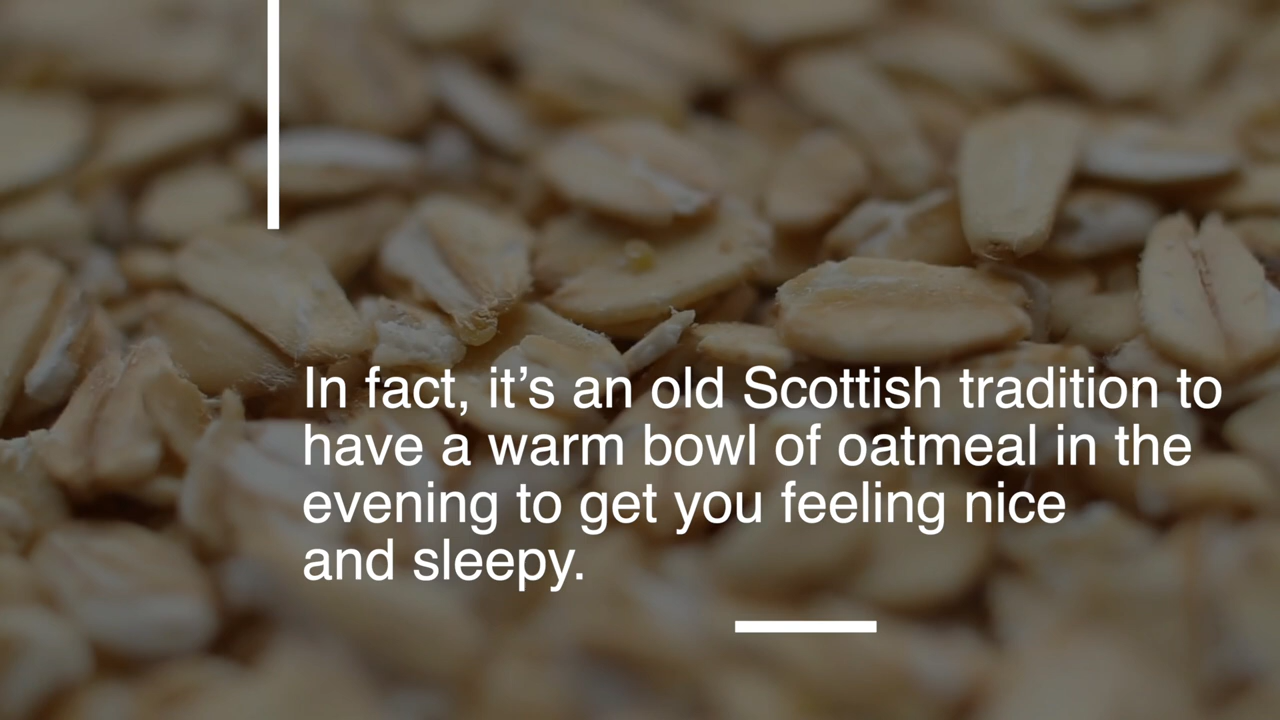 In fact, it’s an old Scottish tradition to
have a warm bowl of oatmeal in the
evening to get you feeling nice
and sleepy.